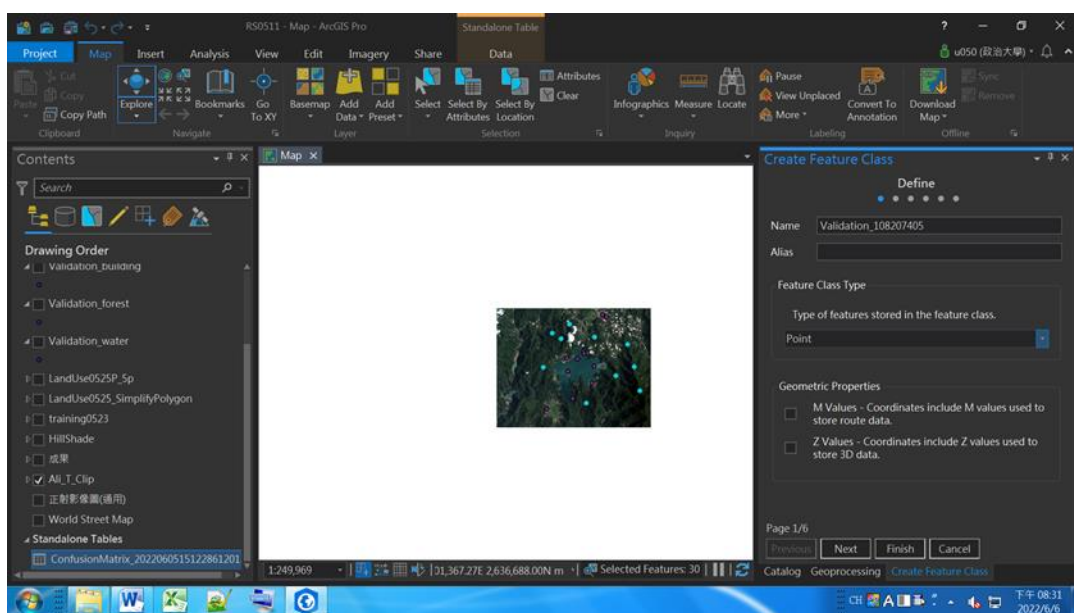 RS0511 - Map - ArcGIS Pro
Standalone Table
?
Project Map Insert Analysis View Edit Imagery Share Data
u050 (政治大學)
Paste
Cut
Copy
Copy Path
Clipboard
Explore
Bookmarks
Go To XY
Navigate
Basemap
Add Data
Add Preset
Layer
Select
Select By Attributes
Select By Location
Attributes
Clear
Selection
Infographics
Measure
Locate
Inquiry
Pause
View Unplaced
More
Convert To Annotation
Labeling
Download Map
Sync
Remove
Offline
Contents
Search
Drawing Order
Validation_building
Validation_forest
Validation_water
LandUse0525P_Sp
LandUse0525_SimplifyPolygon
training0523
HillShade
成果
Ali_T_Clip
正射影像圖(通用)
World Street Map
Standalone Tables
ConfusionMatrix_2022060515122861201
Map
1:249,969
31,367.27E 2,636,688.00N m
Selected Features: 30
Create Feature Class
Define
Name Validation_108207405
Alias
Feature Class Type
Type of features stored in the feature class.
Point
Geometric Properties
M Values - Coordinates include M values used to
store route data.
Z Values - Coordinates include Z values used to
store 3D data.
Page 1/6
Previous Next Finish Cancel
Catalog Geoprocessing Create Feature Class
CH
下午 08:31
2022/6/6